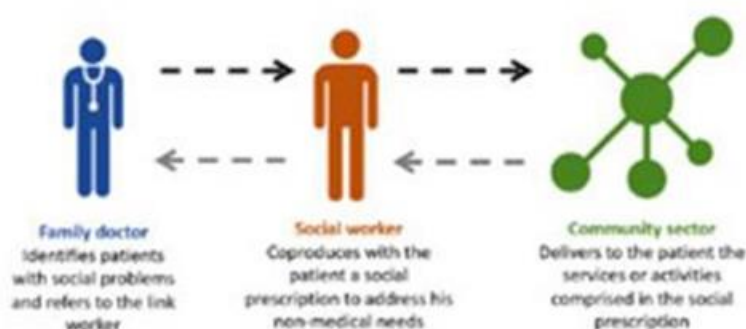 Family doctor
Identifies patients
with social problems
and refers to the link
worker
Social worker
Coproduces with the
patient a social
prescription to address his
non-medical needs
Community sector
Delivers to the patient the
services or activities
comprised in the social
prescription